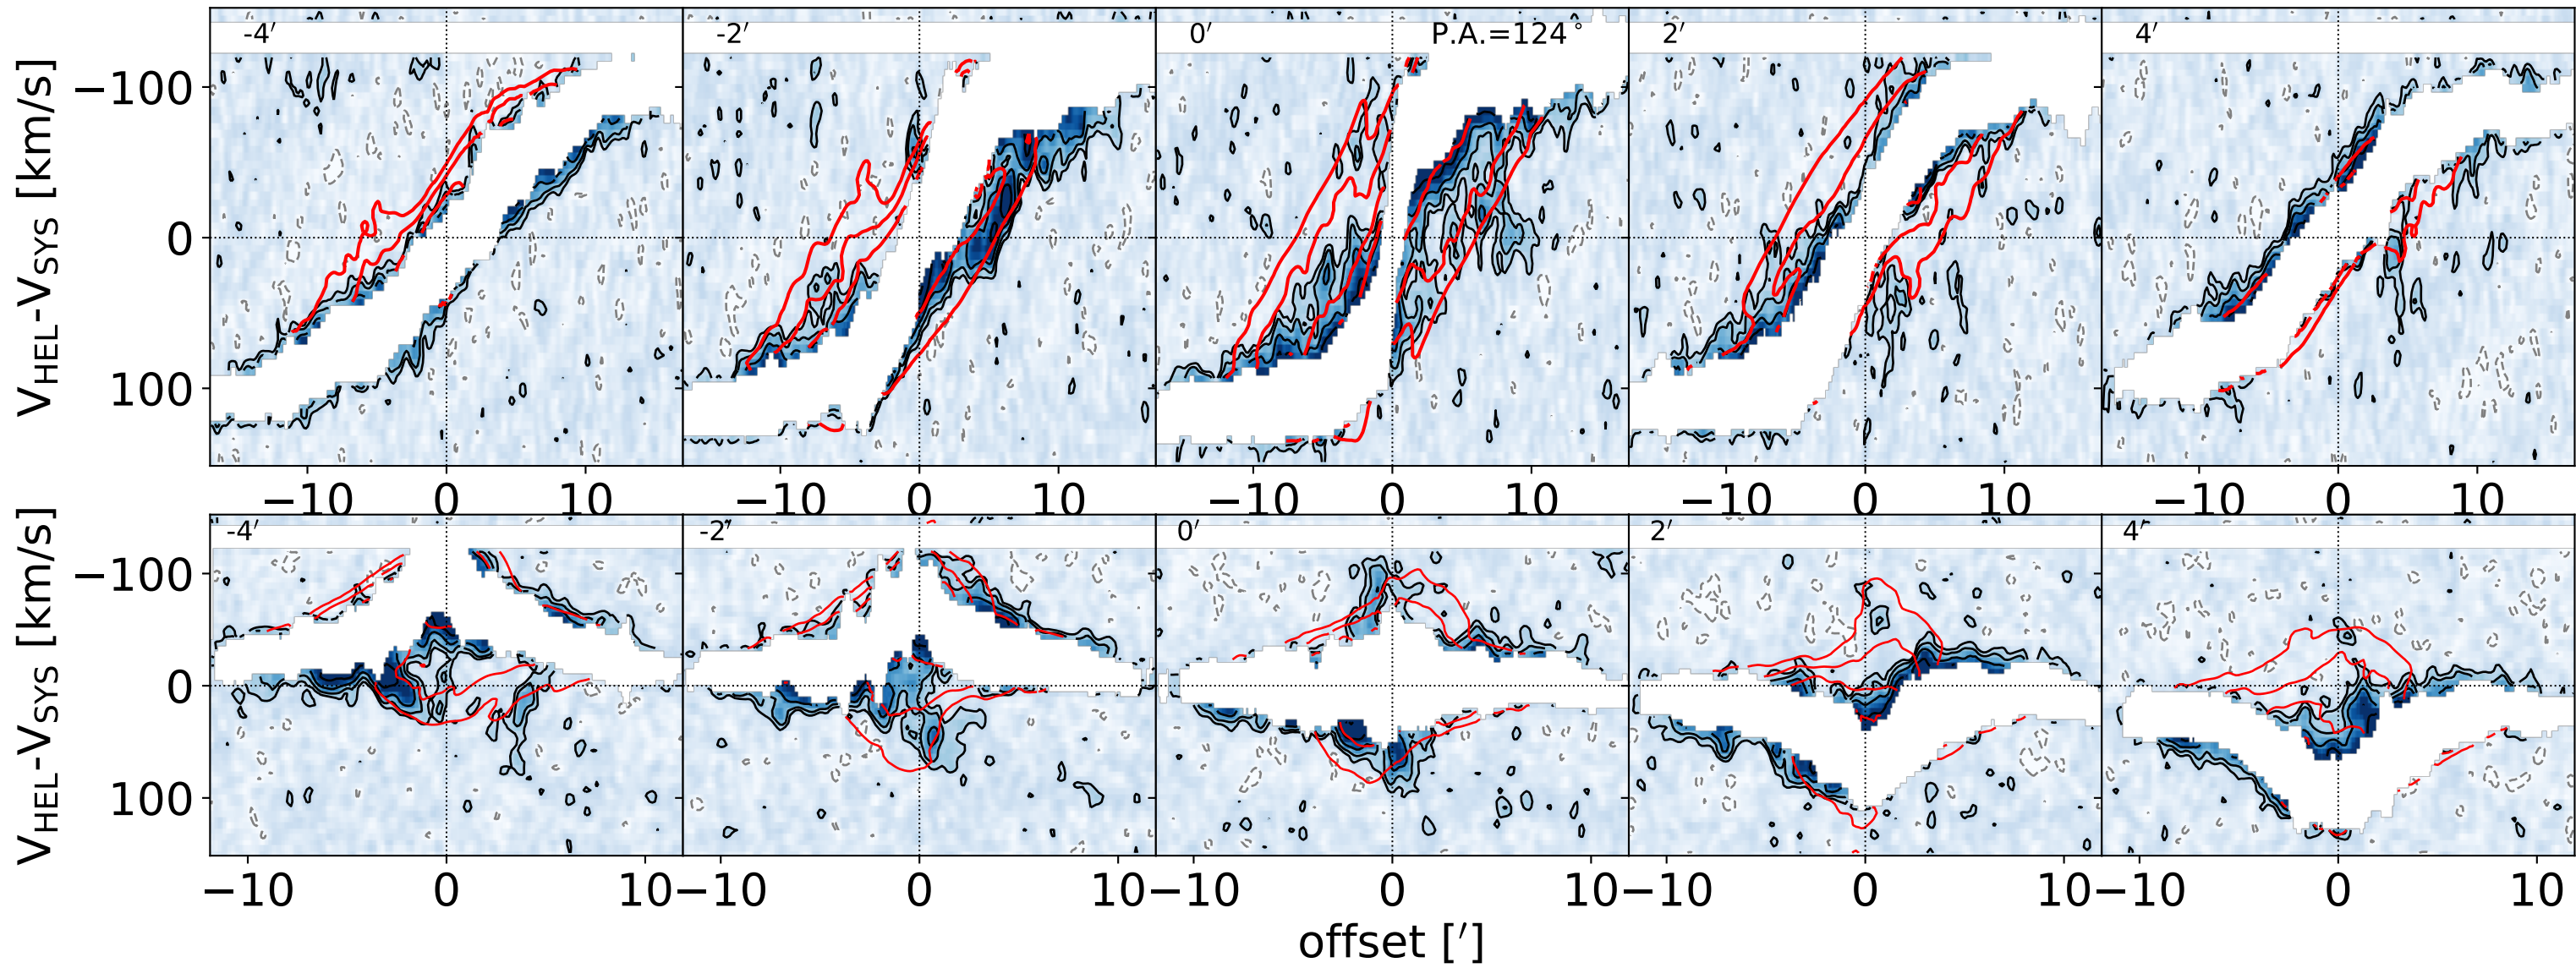 -4′ -2′ 0′ P.A.=124° 2′ 4′
V_HEL-V_SYS [km/s]
−100
0
100
−10 0 10 −10 0 10 −10 0 10 −10 0 10 −10 0 10
-4′ -2′ 0′ 2′ 4′
V_HEL-V_SYS [km/s]
−100
0
100
−10 0 10 −10 0 10 −10 0 10 −10 0 10 −10 0 10
offset [′]